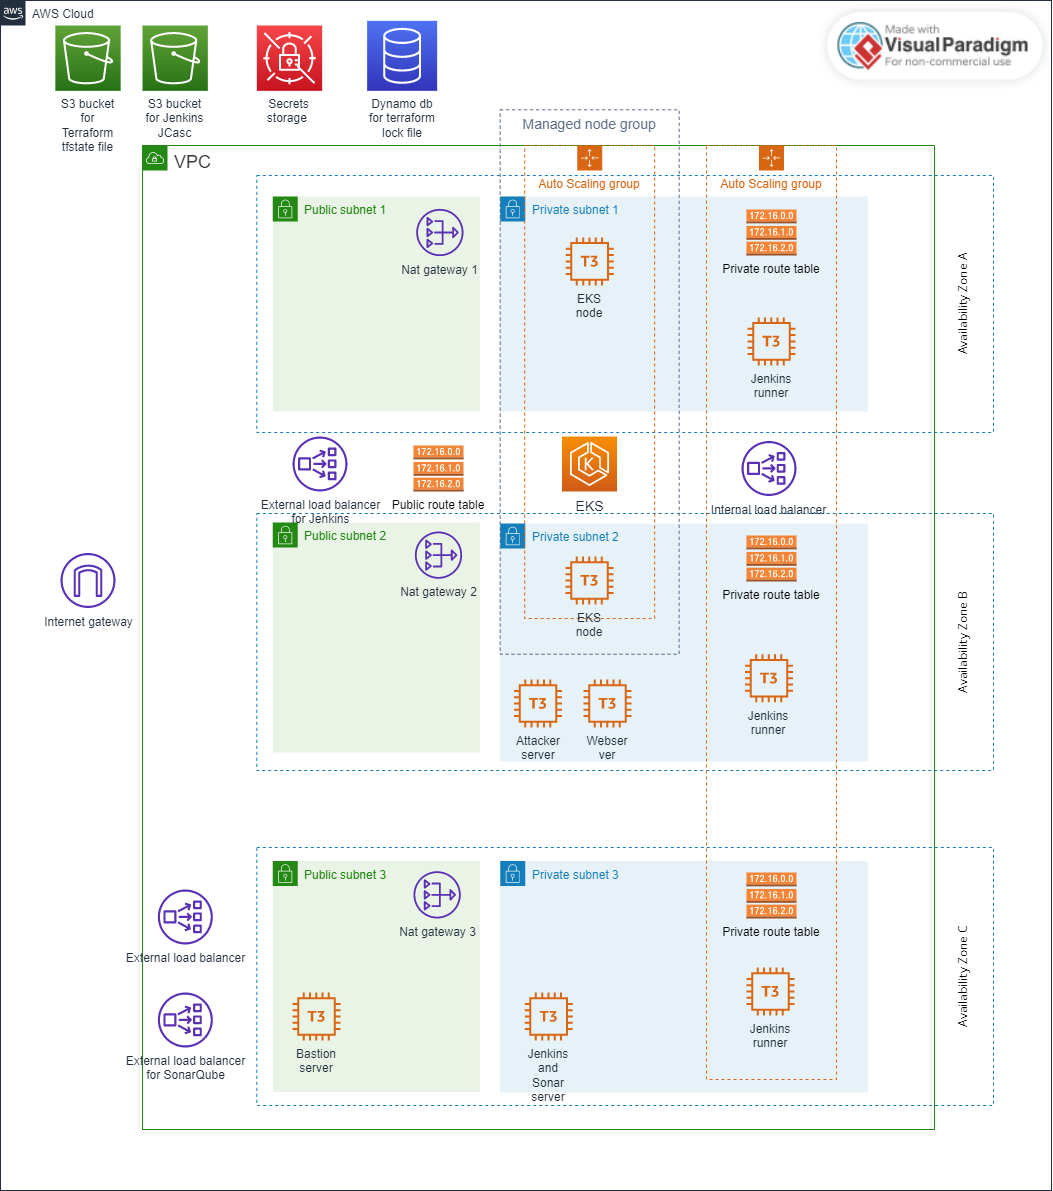 aws
AWS Cloud
Made with
VisualParadigm
For non-commercial use
S3 bucket
for
Terraform
tfstate file
S3 bucket
for Jenkins
JCasc
Secrets
storage
Dynamo db
for terraform
lock file
Managed node group
VPC
Auto Scaling group
Auto Scaling group
Public subnet 1
Nat gateway 1
Private subnet 1
T3
EKS
node
172.16.0.0
172.16.1.0
172.16.2.0
Private route table
T3
Jenkins
runner
Availability Zone A
External load balancer
for Jenkins
172.16.0.0
172.16.1.0
172.16.2.0
Public route table
K
EKS
Internal load balancer
Internet gateway
Public subnet 2
Nat gateway 2
Private subnet 2
T3
EKS
node
172.16.0.0
172.16.1.0
172.16.2.0
Private route table
T3
Attacker
server
T3
Webser
ver
T3
Jenkins
runner
Availability Zone B
External load balancer
External load balancer
for SonarQube
Public subnet 3
Nat gateway 3
T3
Bastion
server
Private subnet 3
T3
Jenkins
and
Sonar
server
172.16.0.0
172.16.1.0
172.16.2.0
Private route table
T3
Jenkins
runner
Availability Zone C